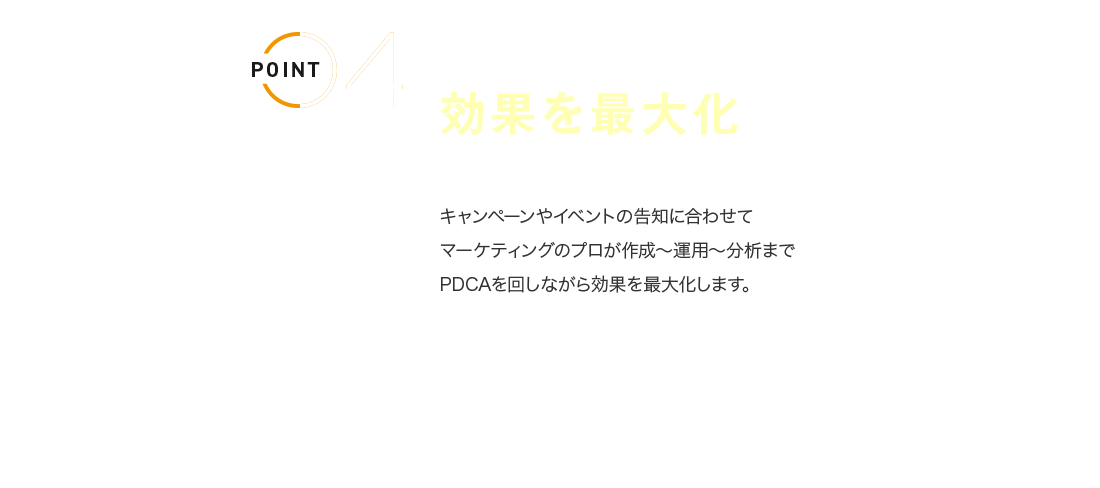 POINT
04
効果を最大化
キャンペーンやイベントの告知に合わせて
マーケティングのプロが作成〜運用〜分析まで
PDCAを回しながら効果を最大化します。